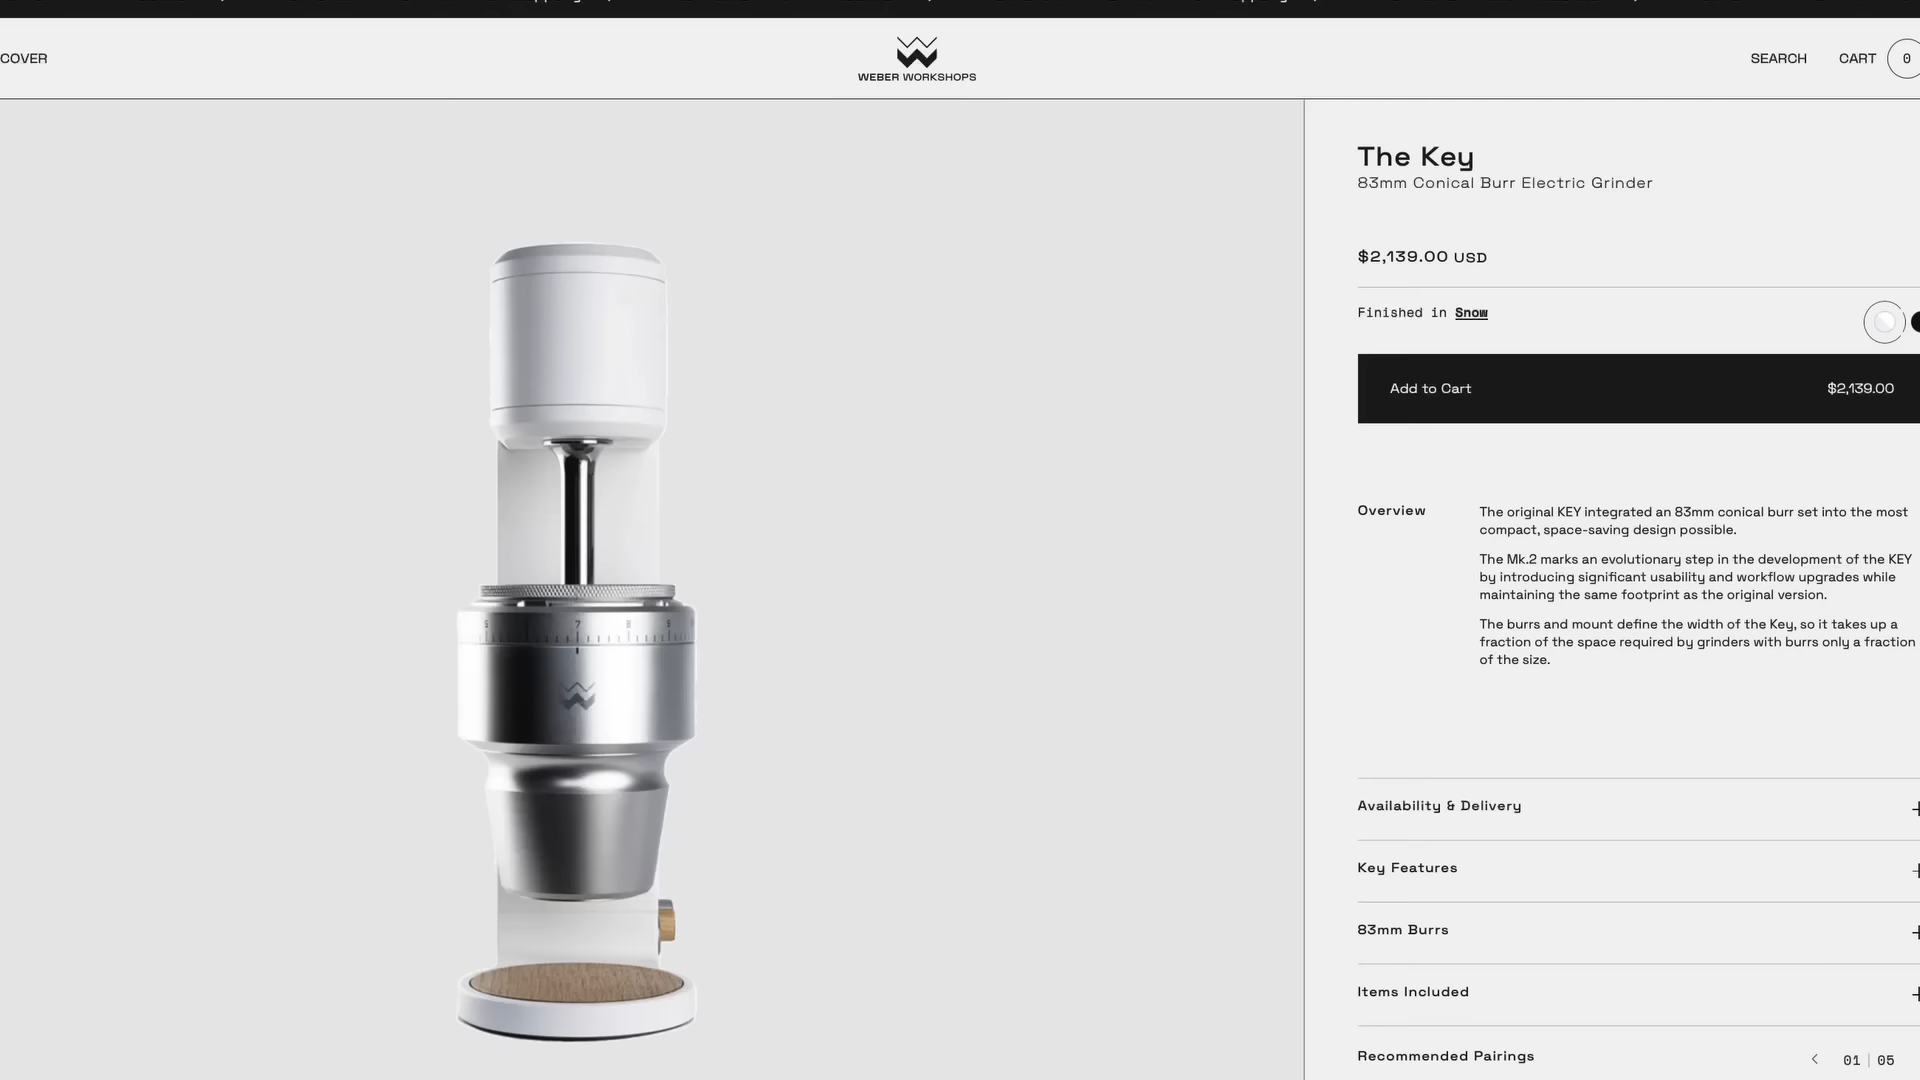 COVER
WEBER WORKSHOPS
SEARCH
CART
0
The Key
83mm Conical Burr Electric Grinder
$2,139.00 USD
Finished in Snow
Add to Cart
$2,139.00
6
7
8
9
Overview
The original KEY integrated an 83mm conical burr set into the most
compact, space-saving design possible.
The Mk.2 marks an evolutionary step in the development of the KEY
by introducing significant usability and workflow upgrades while
maintaining the same footprint as the original version.
The burrs and mount define the width of the Key, so it takes up a
fraction of the space required by grinders with burrs only a fraction
of the size.
Availability & Delivery
Key Features
83mm Burrs
Items Included
Recommended Pairings
01 | 05